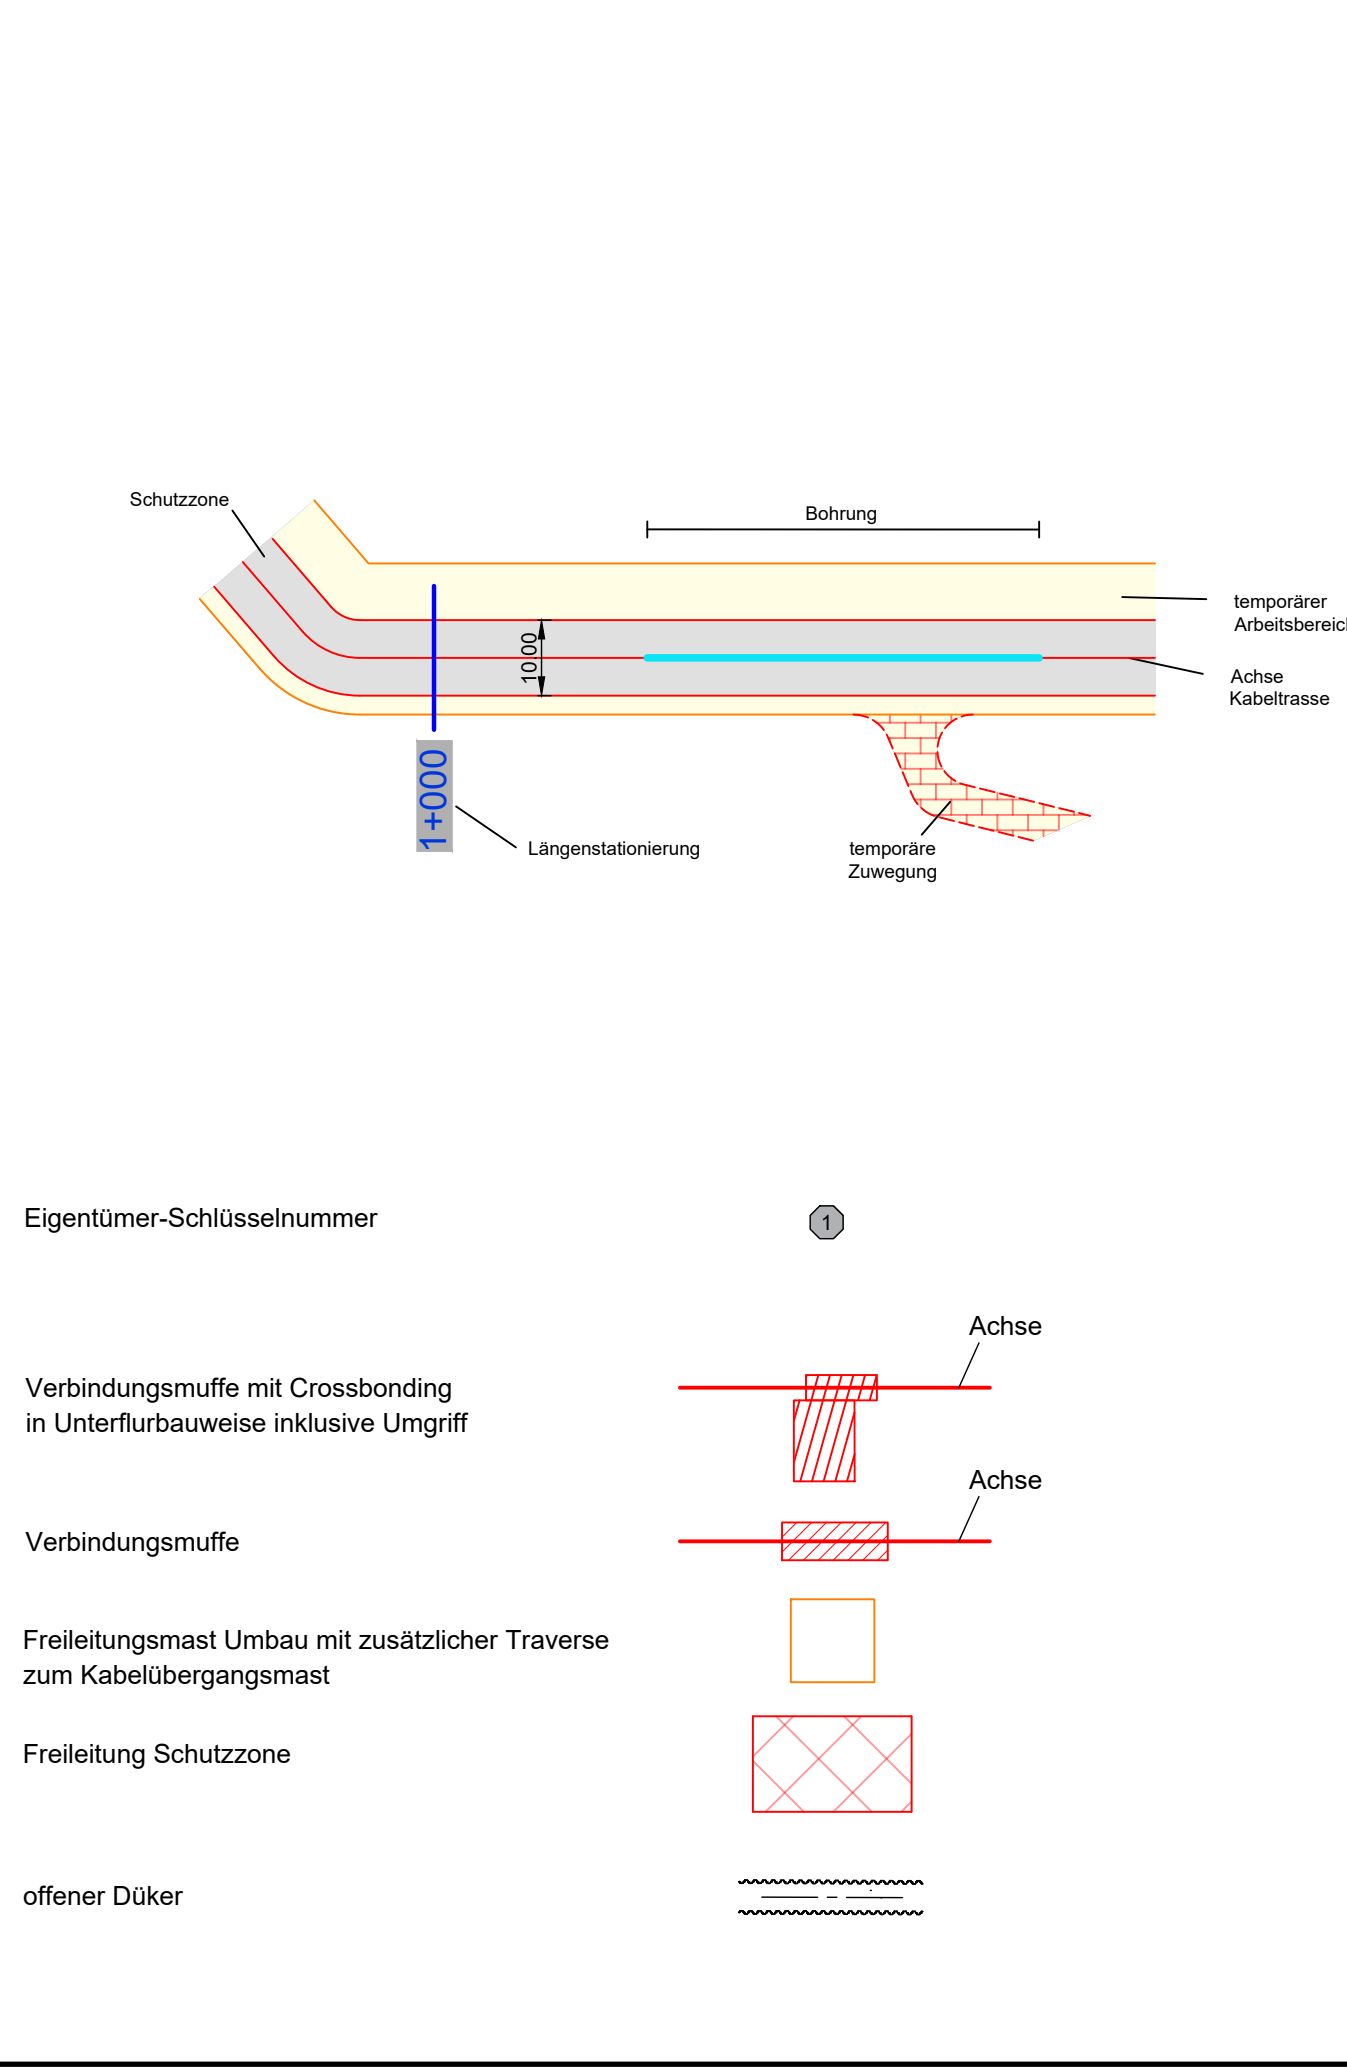 Schutzzone
Bohrung
temporärer
Arbeitsbereich
10.00
Achse
Kabeltrasse
1+000
Längenstationierung
temporäre
Zuwegung
Eigentümer-Schlüsselnummer
1
Achse
Verbindungsmuffe mit Crossbonding
in Unterflurbauweise inklusive Umgriff
Achse
Verbindungsmuffe
Freileitungsmast Umbau mit zusätzlicher Traverse
zum Kabelübergangsmast
Freileitung Schutzzone
offener Düker